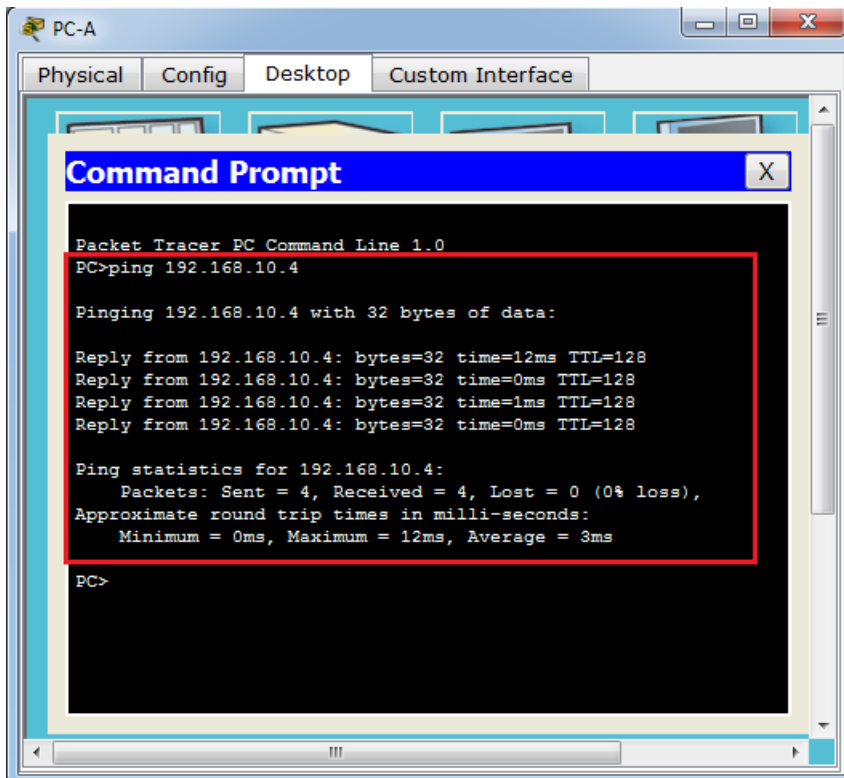 PC-A
Physical Config Desktop Custom Interface
Command Prompt
X
Packet Tracer PC Command Line 1.0
PC>ping 192.168.10.4
Pinging 192.168.10.4 with 32 bytes of data:
Reply from 192.168.10.4: bytes=32 time=12ms TTL=128
Reply from 192.168.10.4: bytes=32 time=0ms TTL=128
Reply from 192.168.10.4: bytes=32 time=1ms TTL=128
Reply from 192.168.10.4: bytes=32 time=0ms TTL=128
Ping statistics for 192.168.10.4:
Packets: Sent = 4, Received = 4, Lost = 0 (0% loss),
Approximate round trip times in milli-seconds:
Minimum = 0ms, Maximum = 12ms, Average = 3ms
PC>